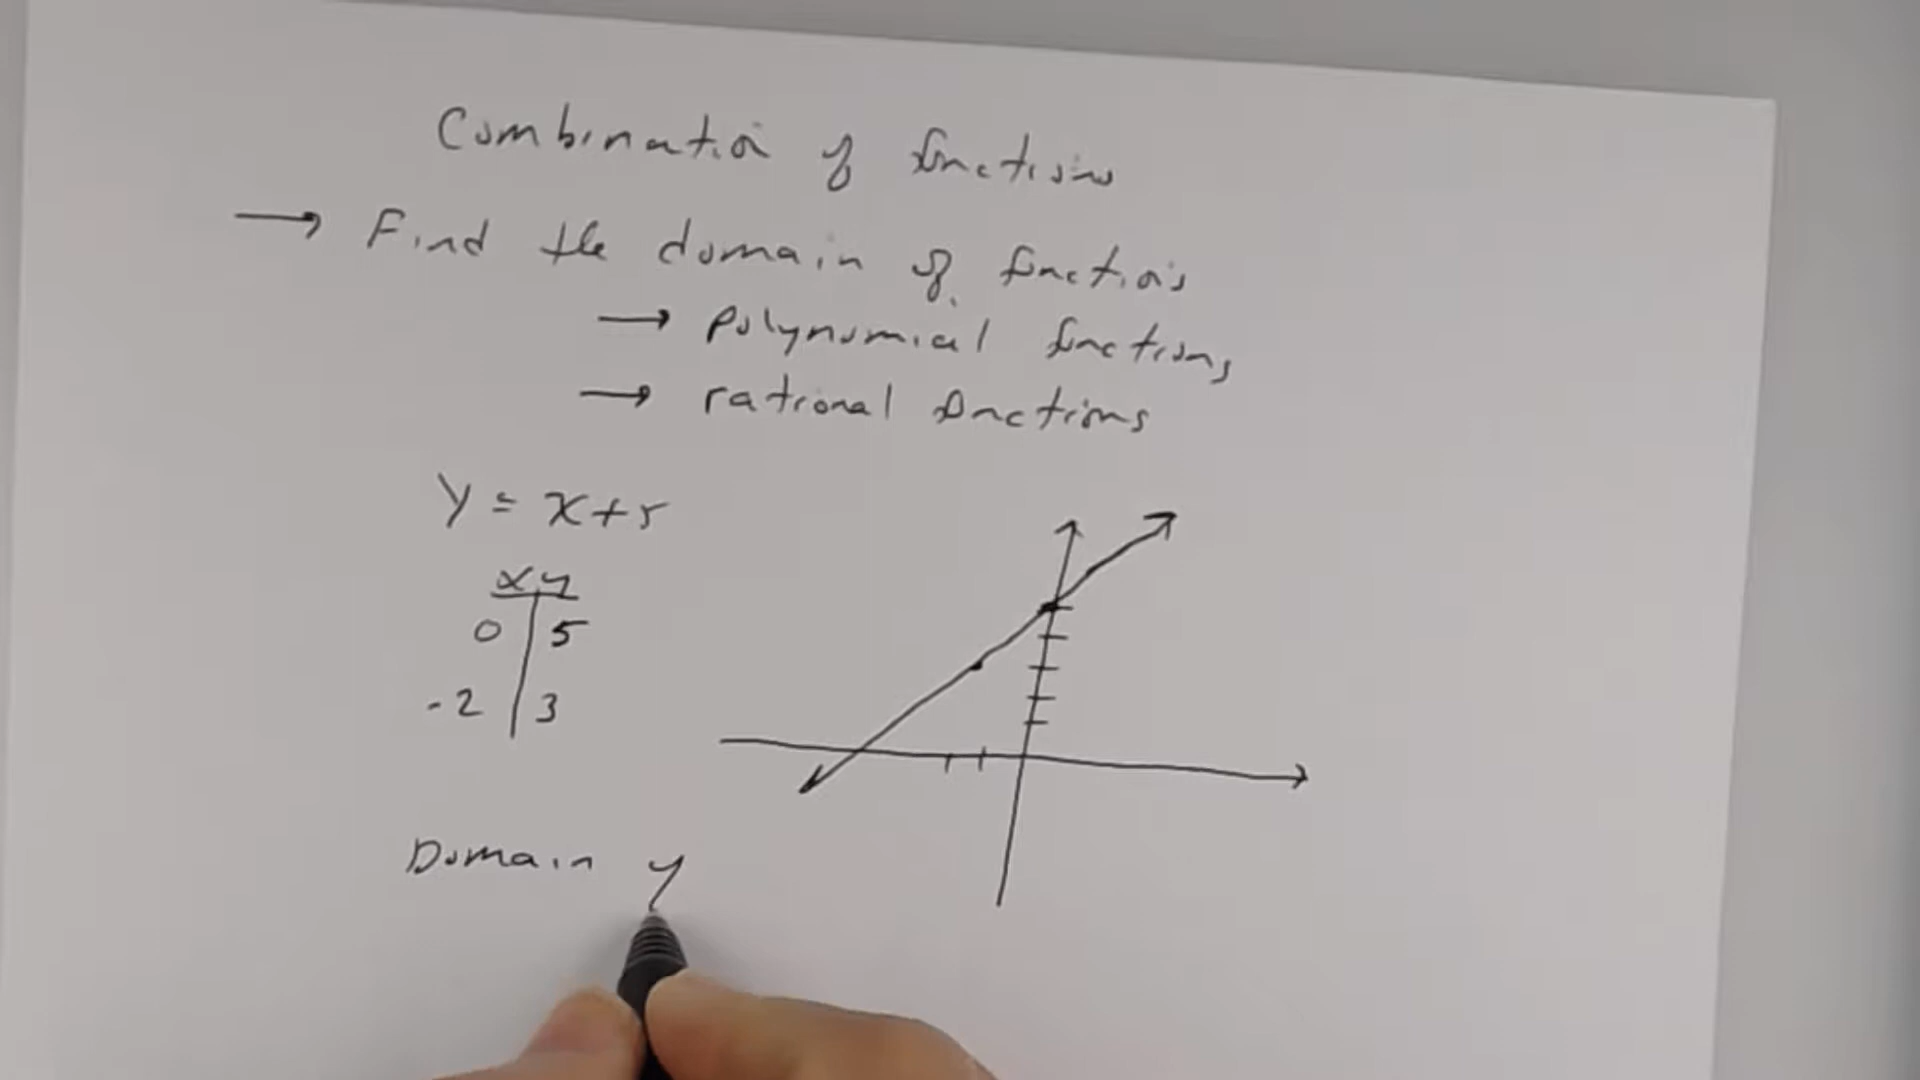 Combination of functions
→ Find the domain of functions
→ polynomial functions
→ rational functions
y = x+5
x y
0 5
-2 3
Domain